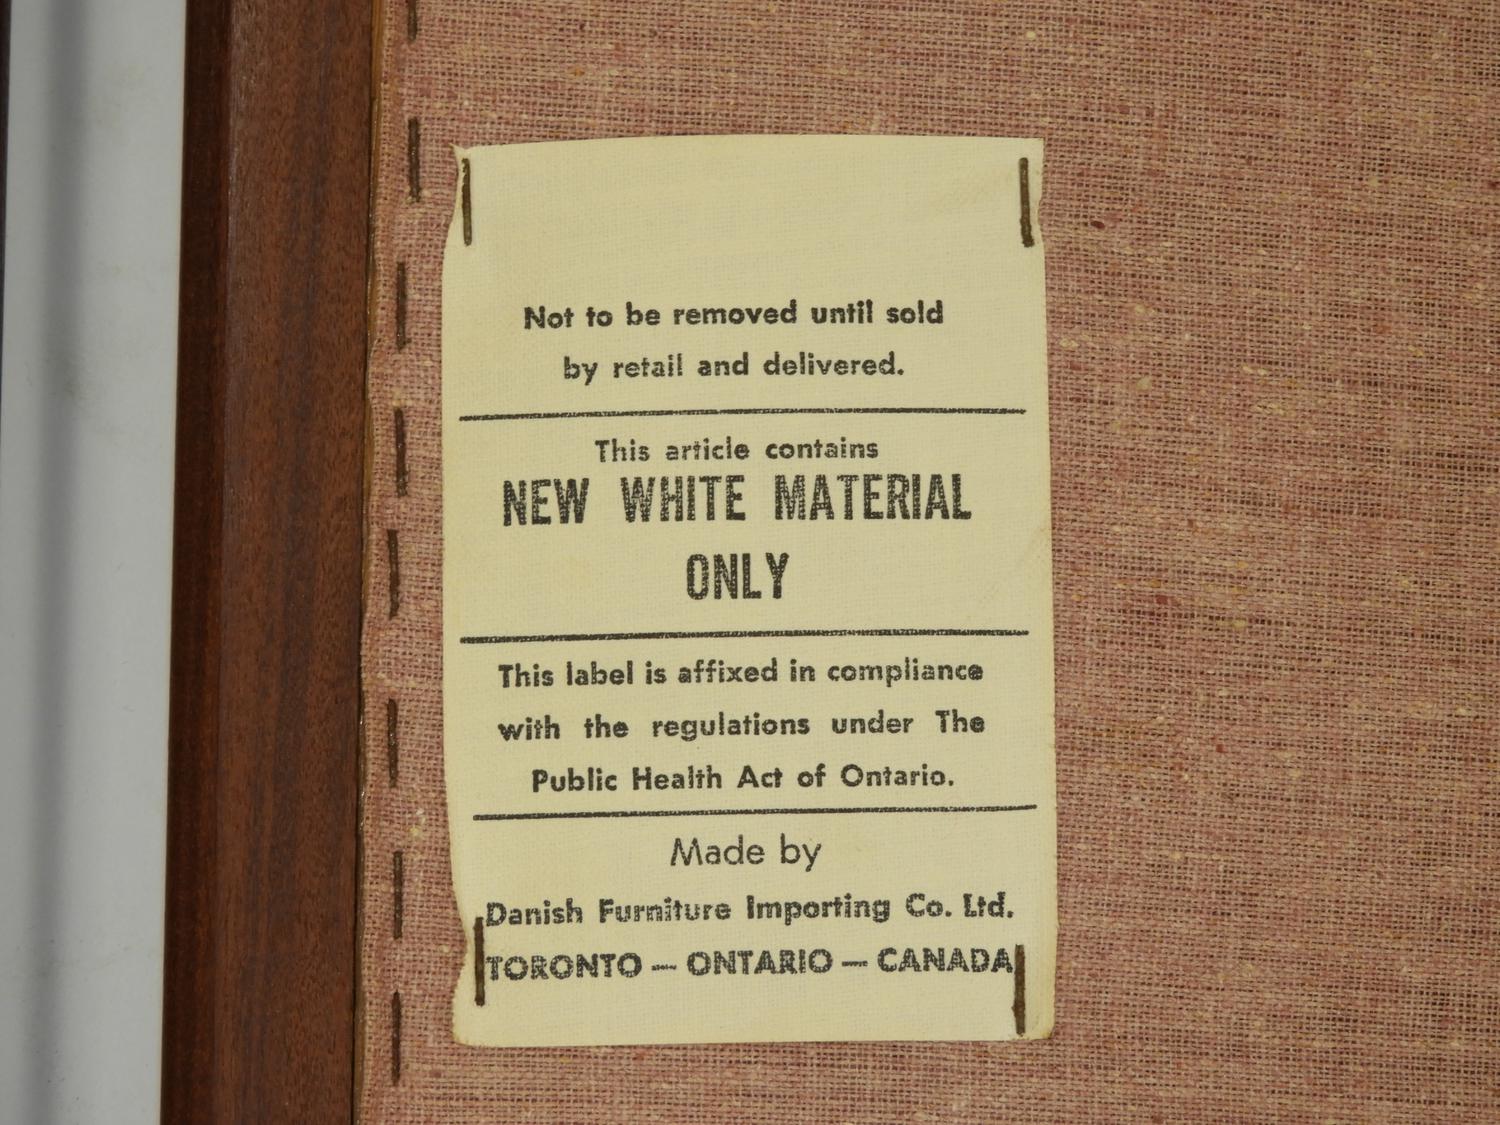 Not to be removed until sold
by retail and delivered.
This article contains
NEW WHITE MATERIAL
ONLY
This label is affixed in compliance
with the regulations under The
Public Health Act of Ontario.
Made by
Danish Furniture Importing Co. Ltd.
TORONTO — ONTARIO — CANADA